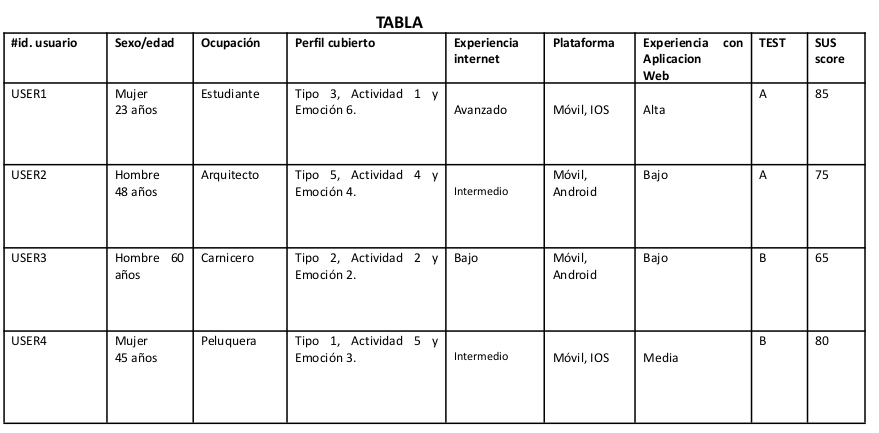 TABLA
#id. usuario Sexo/edad Ocupación Perfil cubierto Experiencia internet Plataforma Experiencia con Aplicacion Web TEST SUS score
USER1 Mujer 23 años Estudiante Tipo 3, Actividad 1 y Emoción 6. Avanzado Móvil, IOS Alta A 85
USER2 Hombre 48 años Arquitecto Tipo 5, Actividad 4 y Emoción 4. Intermedio Móvil, Android Bajo A 75
USER3 Hombre 60 años Carnicero Tipo 2, Actividad 2 y Emoción 2. Bajo Móvil, Android Bajo B 65
USER4 Mujer 45 años Peluquera Tipo 1, Actividad 5 y Emoción 3. Intermedio Móvil, IOS Media B 80